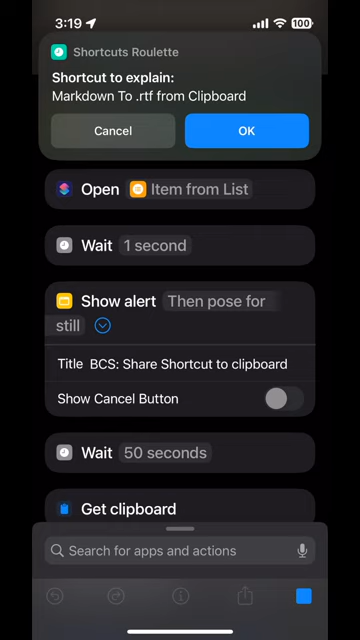 3:19
100
Shortcuts Roulette
Shortcut to explain:
Markdown To .rtf from Clipboard
Cancel
OK
Open Item from List
Wait 1 second
Show alert Then pose for
still
Title BCS: Share Shortcut to clipboard
Show Cancel Button
Wait 50 seconds
Get clipboard
Search for apps and actions